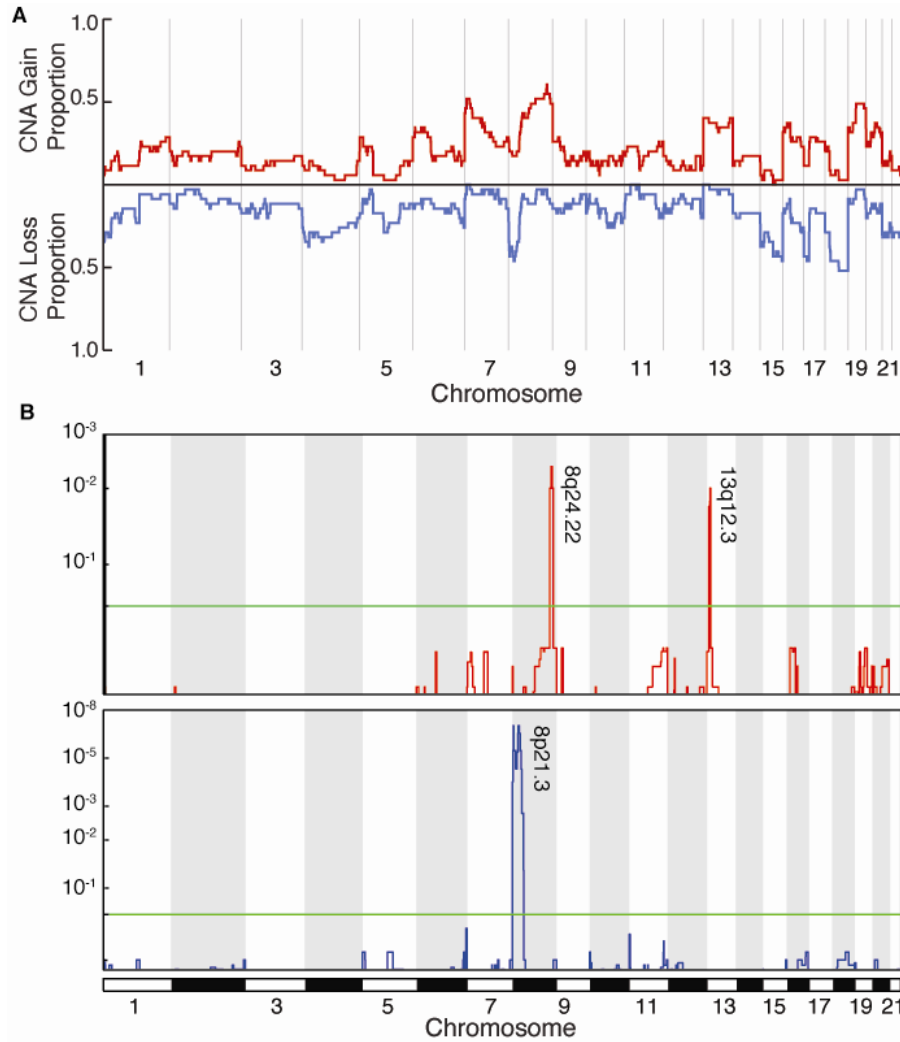 A
1.0
CNA Gain
Proportion
0.5
CNA Loss
Proportion
0.5
1.0
1 3 5 7 9 11 13 15 17 19 21
Chromosome
B
10-3
10-2
10-1
8q24.22
13q12.3
10-8
10-5
10-3
10-2
10-1
8p21.3
1 3 5 7 9 11 13 15 17 19 21
Chromosome